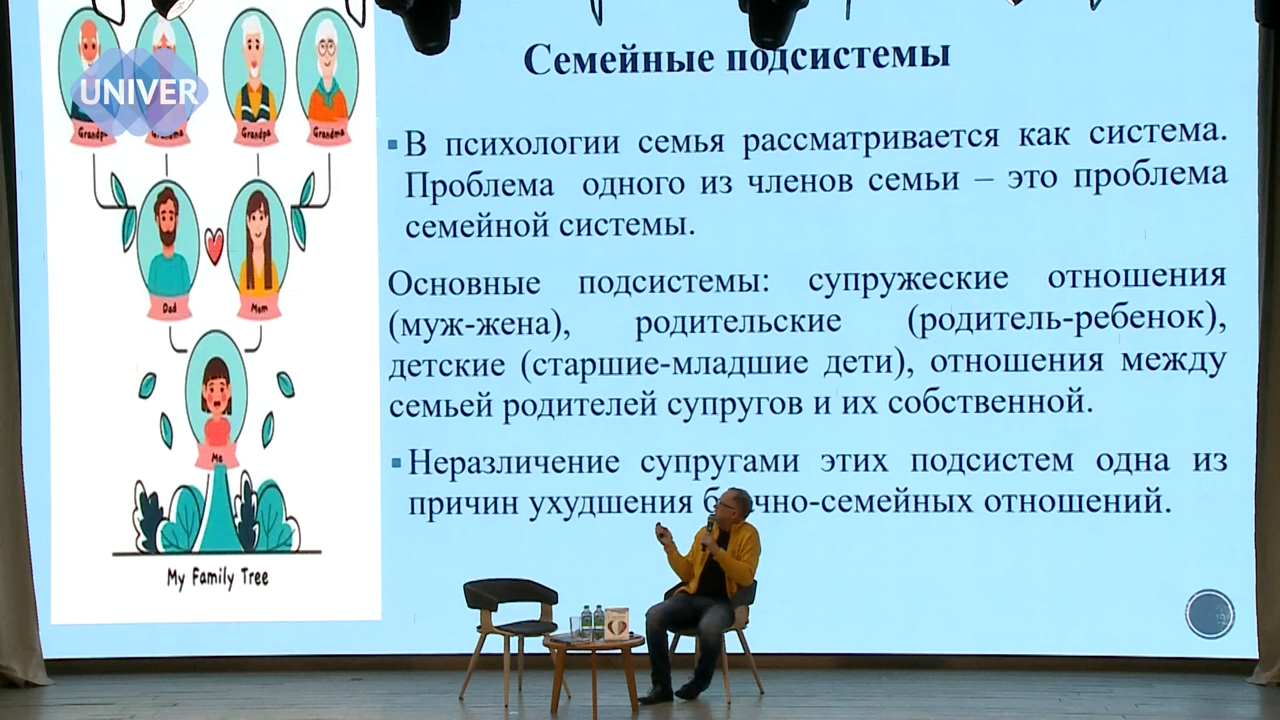 UNIVER
Grandpa Grandma Grandpa Grandma
Dad Mom
Me
My Family Tree
Семейные подсистемы
В психологии семья рассматривается как система.
Проблема одного из членов семьи – это проблема
семейной системы.
Основные подсистемы: супружеские отношения
(муж-жена), родительские (родитель-ребенок),
детские (старшие-младшие дети), отношения между
семьей родителей супругов и их собственной.
Неразличение супругами этих подсистем одна из
причин ухудшения брачно-семейных отношений.